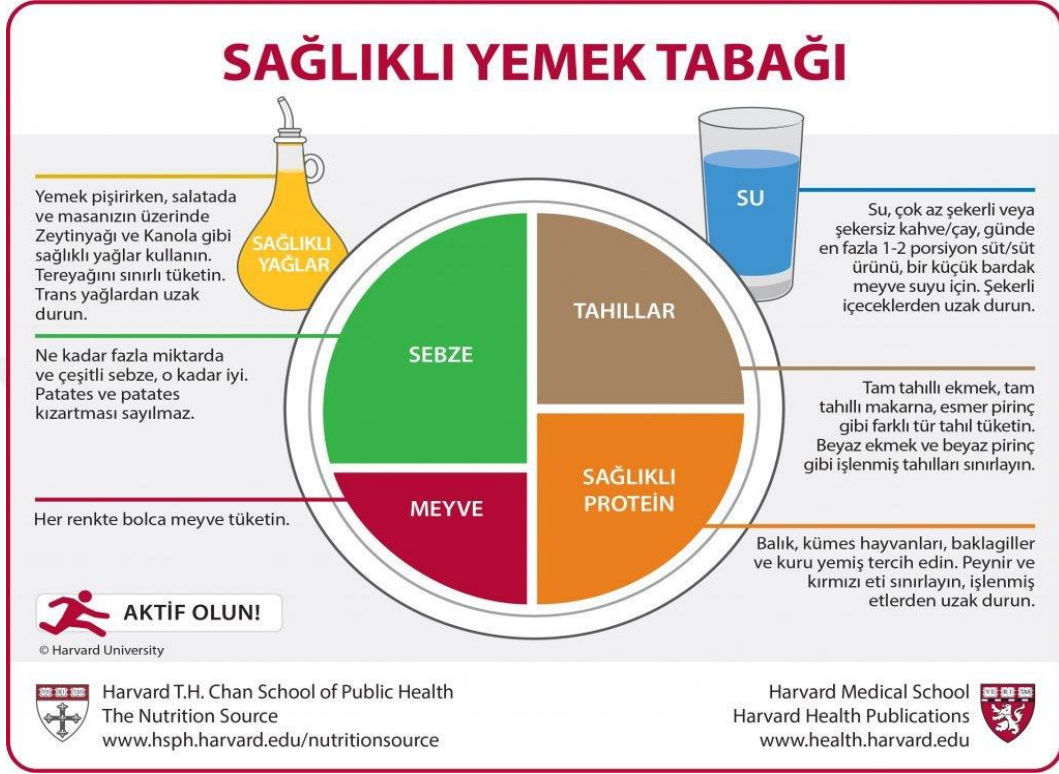 SAĞLIKLI YEMEK TABAĞI
Yemek pişirirken, salatada
ve masanızın üzerinde
Zeytinyağı ve Kanola gibi
sağlıklı yağlar kullanın.
Tereyağını sınırlı tüketin.
Trans yağlardan uzak
durun.
SAĞLIKLI
YAĞLAR
SU
Su, çok az şekerli veya
şekersiz kahve/çay, günde
en fazla 1-2 porsiyon süt/süt
ürünü, bir küçük bardak
meyve suyu için. Şekerli
içeceklerden uzak durun.
Ne kadar fazla miktarda
ve çeşitli sebze, o kadar iyi.
Patates ve patates
kızartması sayılmaz.
SEBZE
TAHILLAR
Tam tahıllı ekmek, tam
tahıllı makarna, esmer pirinç
gibi farklı tür tahıl tüketin.
Beyaz ekmek ve beyaz pirinç
gibi işlenmiş tahılları sınırlayın.
Her renkte bolca meyve tüketin.
MEYVE
SAĞLIKLI
PROTEİN
Balık, kümes hayvanları, baklagiller
ve kuru yemiş tercih edin. Peynir ve
kırmızı eti sınırlayın, işlenmiş
etlerden uzak durun.
AKTİF OLUN!
© Harvard University
Harvard T.H. Chan School of Public Health
The Nutrition Source
www.hsph.harvard.edu/nutritionsource
Harvard Medical School
Harvard Health Publications
www.health.harvard.edu
VE RI TAS